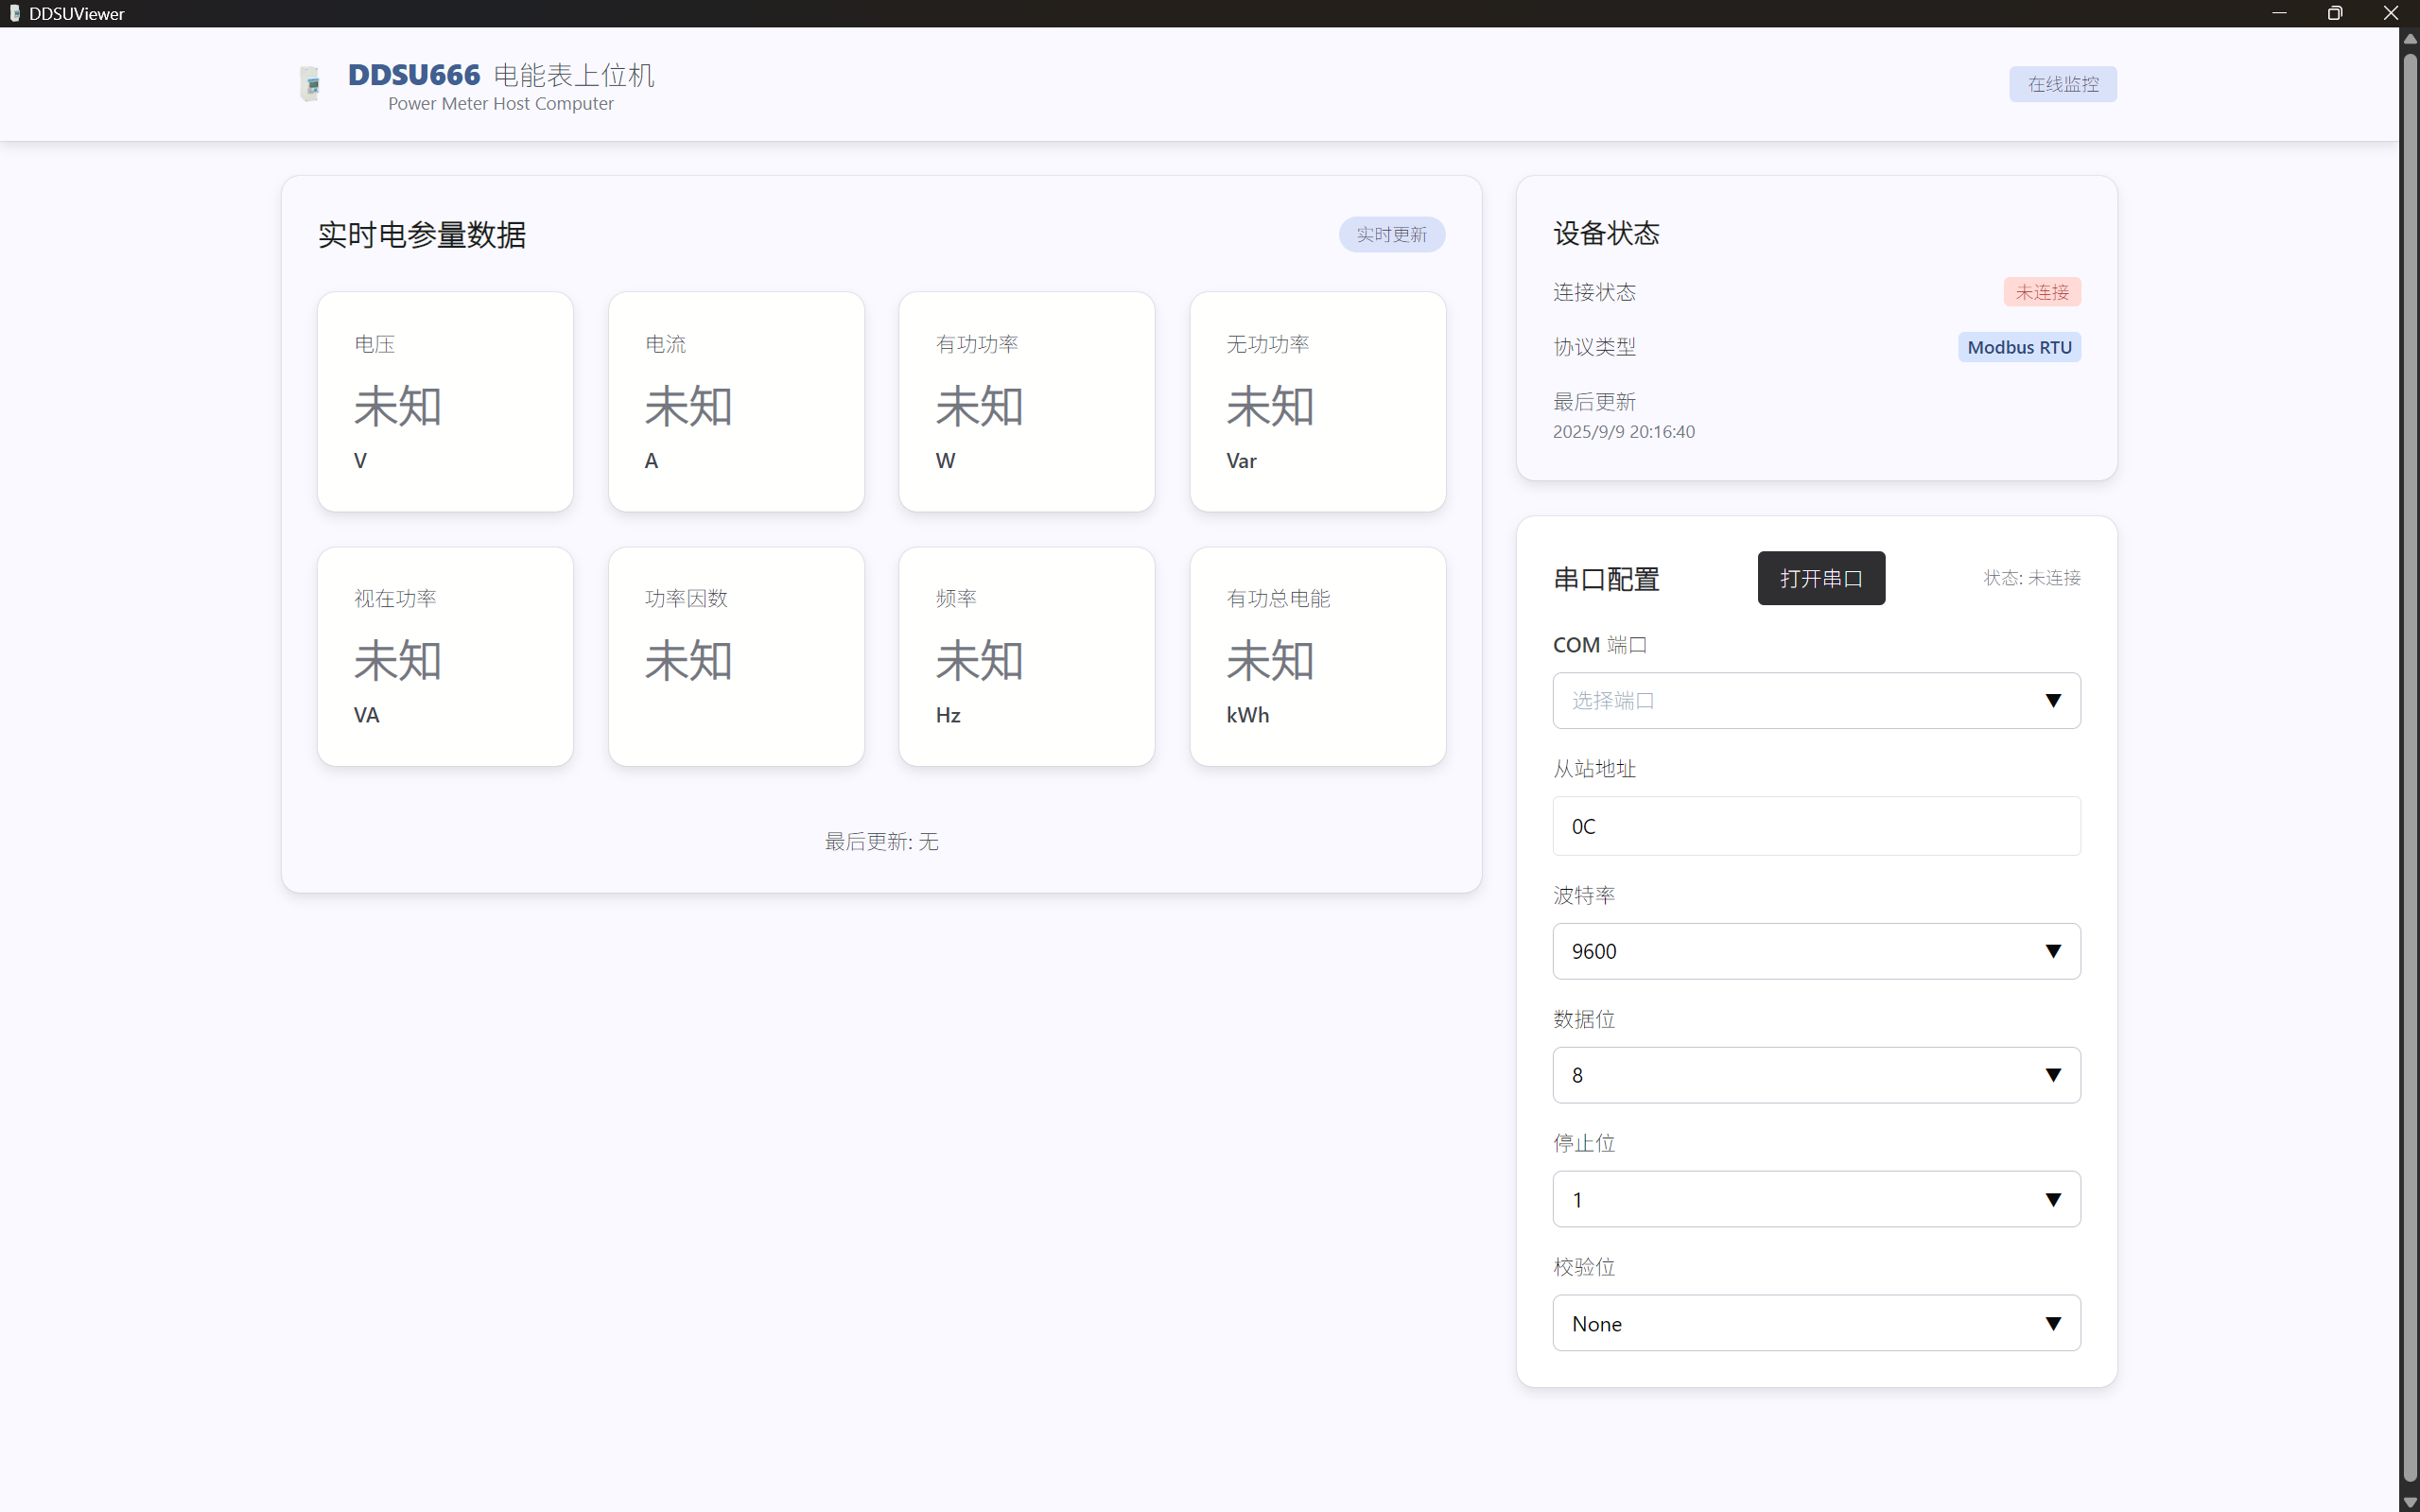 DDSUViewer
DDSU666 电能表上位机
Power Meter Host Computer
在线监控
实时电参量数据
实时更新
电压
未知
V
电流
未知
A
有功功率
未知
W
无功功率
未知
Var
视在功率
未知
VA
功率因数
未知
频率
未知
Hz
有功总电能
未知
kWh
最后更新: 无
设备状态
连接状态
未连接
协议类型
Modbus RTU
最后更新
2025/9/9 20:16:40
串口配置
打开串口
状态: 未连接
COM 端口
选择端口
从站地址
0C
波特率
9600
数据位
8
停止位
1
校验位
None